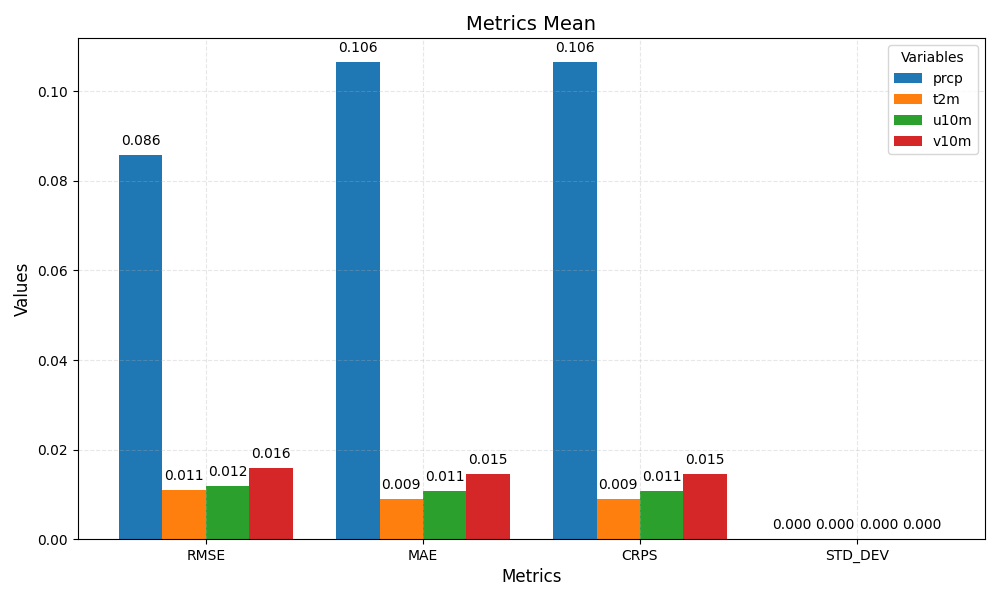 Metrics Mean
Values
0.10
0.08
0.06
0.04
0.02
0.00
0.086
0.011
0.012
0.016
0.106
0.009
0.011
0.015
0.106
0.009
0.011
0.015
0.000 0.000 0.000 0.000
Variables
prcp
t2m
u10m
v10m
RMSE MAE CRPS STD_DEV
Metrics